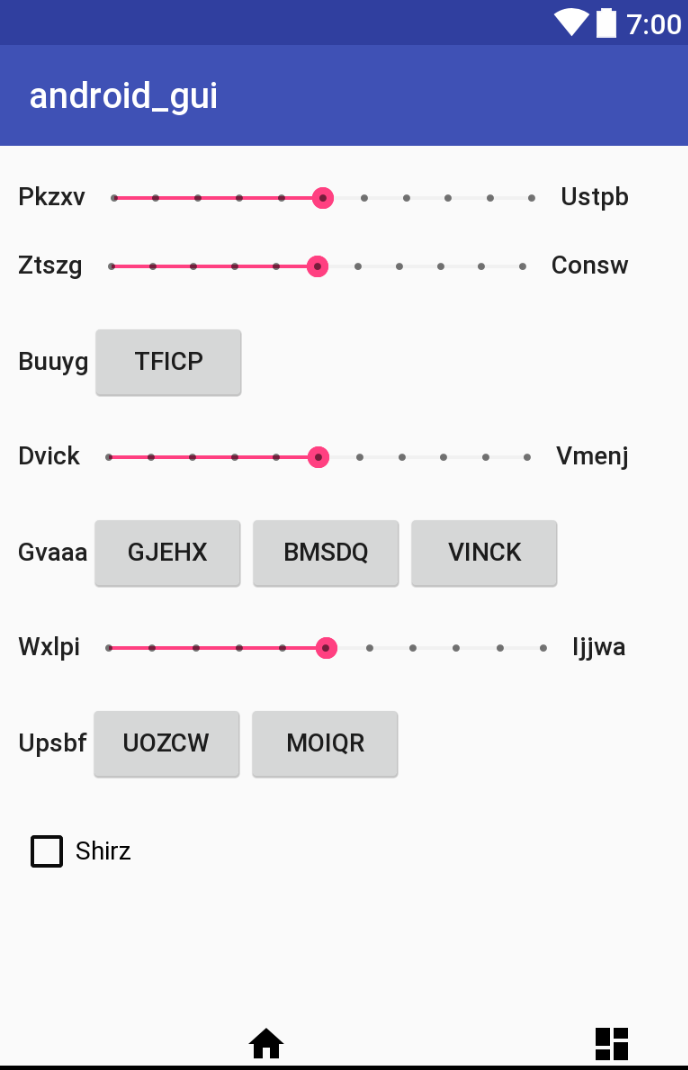 7:00
android_gui
Pkzxv Ustpb
Ztszg Consw
Buuyg TFICP
Dvick Vmenj
Gvaaa GJEHX BMSDQ VINCK
Wxlpi Ijjwa
Upsbf UOZCW MOIQR
Shirz